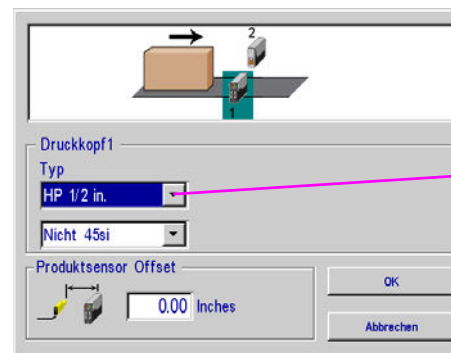 2
1
Druckkopf1
Typ
HP 1/2 in.
Nicht 45si
Produktsensor Offset
0.00 Inches
OK
Abbrechen